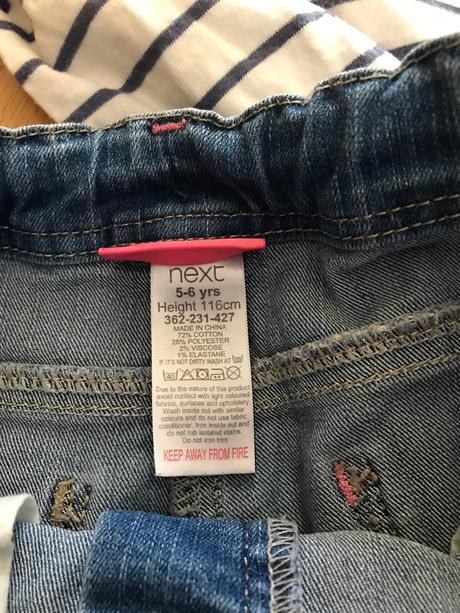 next
5-6 yrs
Height 116cm
362-231-427
MADE IN CHINA
72% COTTON
25% POLYESTER
2% VISCOSE
1% ELASTANE
IF IT'S NOT DIRTY WASH AT
Due to the nature of this product
avoid contact with light coloured
fabrics, surfaces and upholstery.
Wash inside out with similar
colours and do not use fabric
conditioner. Iron inside out and
do not rub isolated stains.
Do not iron trim
KEEP AWAY FROM FIRE